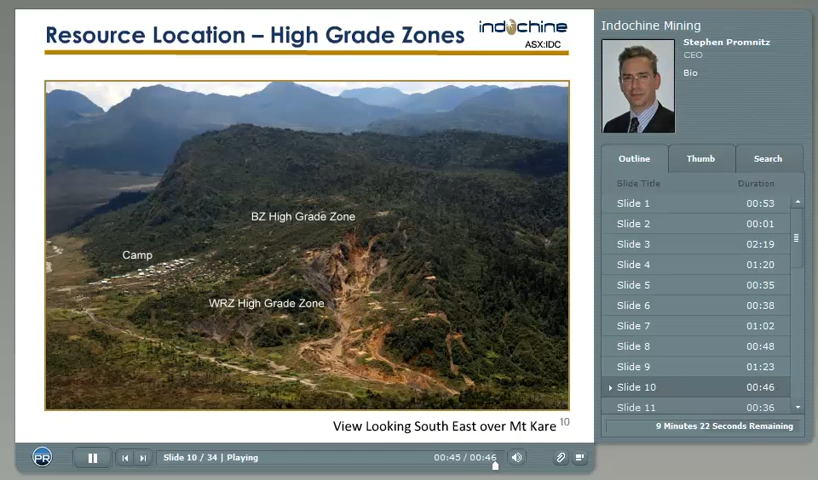 Resource Location – High Grade Zones
indochine
ASX:IDC
BZ High Grade Zone
Camp
WRZ High Grade Zone
View Looking South East over Mt Kare
10
PR
Slide 10 / 34 | Playing
00:45 / 00:46
Indochine Mining
Stephen Promnitz
CEO
Bio
Outline
Thumb
Search
Slide Title Duration
Slide 1 00:53
Slide 2 00:01
Slide 3 02:19
Slide 4 01:20
Slide 5 00:35
Slide 6 00:38
Slide 7 01:02
Slide 8 00:48
Slide 9 01:23
Slide 10 00:46
Slide 11 00:36
9 Minutes 22 Seconds Remaining